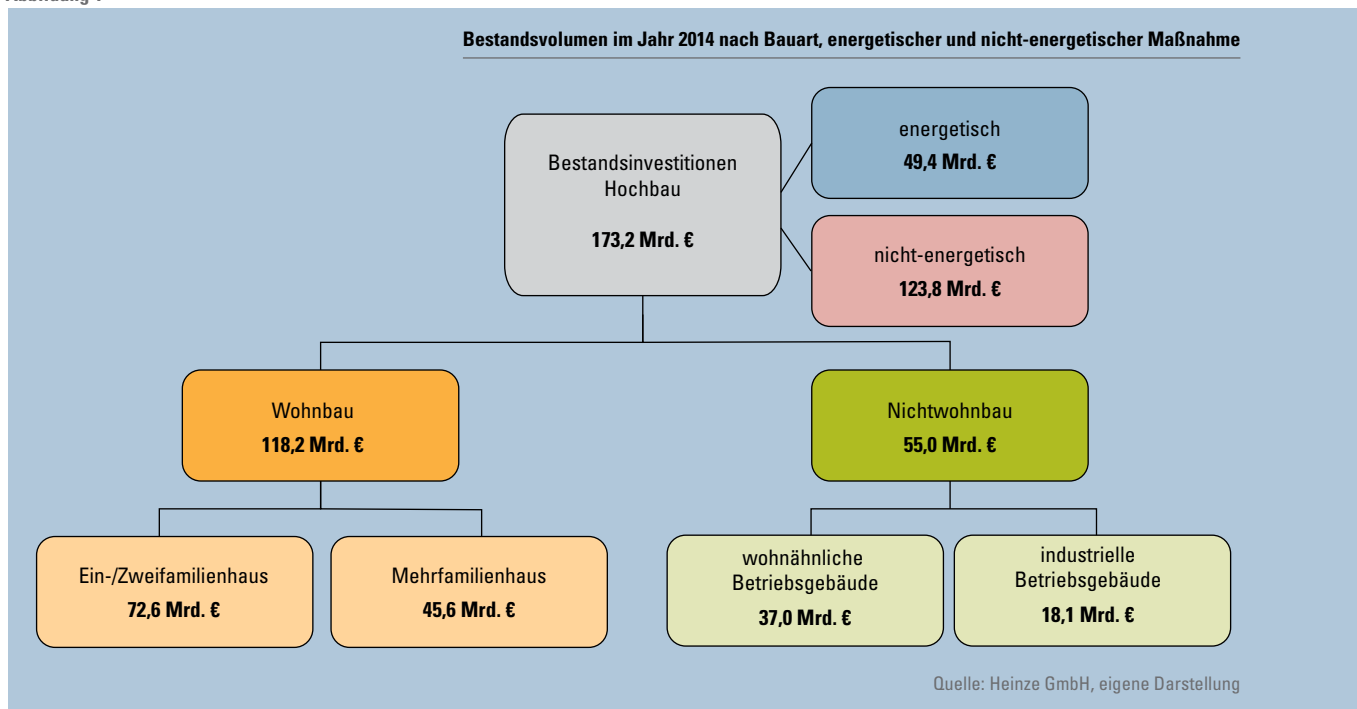 Bestandsvolumen im Jahr 2014 nach Bauart, energetischer und nicht-energetischer Maßnahme
Bestandsinvestitionen
Hochbau
173,2 Mrd. €
energetisch
49,4 Mrd. €
nicht-energetisch
123,8 Mrd. €
Wohnbau
118,2 Mrd. €
Nichtwohnbau
55,0 Mrd. €
Ein-/Zweifamilienhaus
72,6 Mrd. €
Mehrfamilienhaus
45,6 Mrd. €
wohnähnliche
Betriebsgebäude
37,0 Mrd. €
industrielle
Betriebsgebäude
18,1 Mrd. €
Quelle: Heinze GmbH, eigene Darstellung